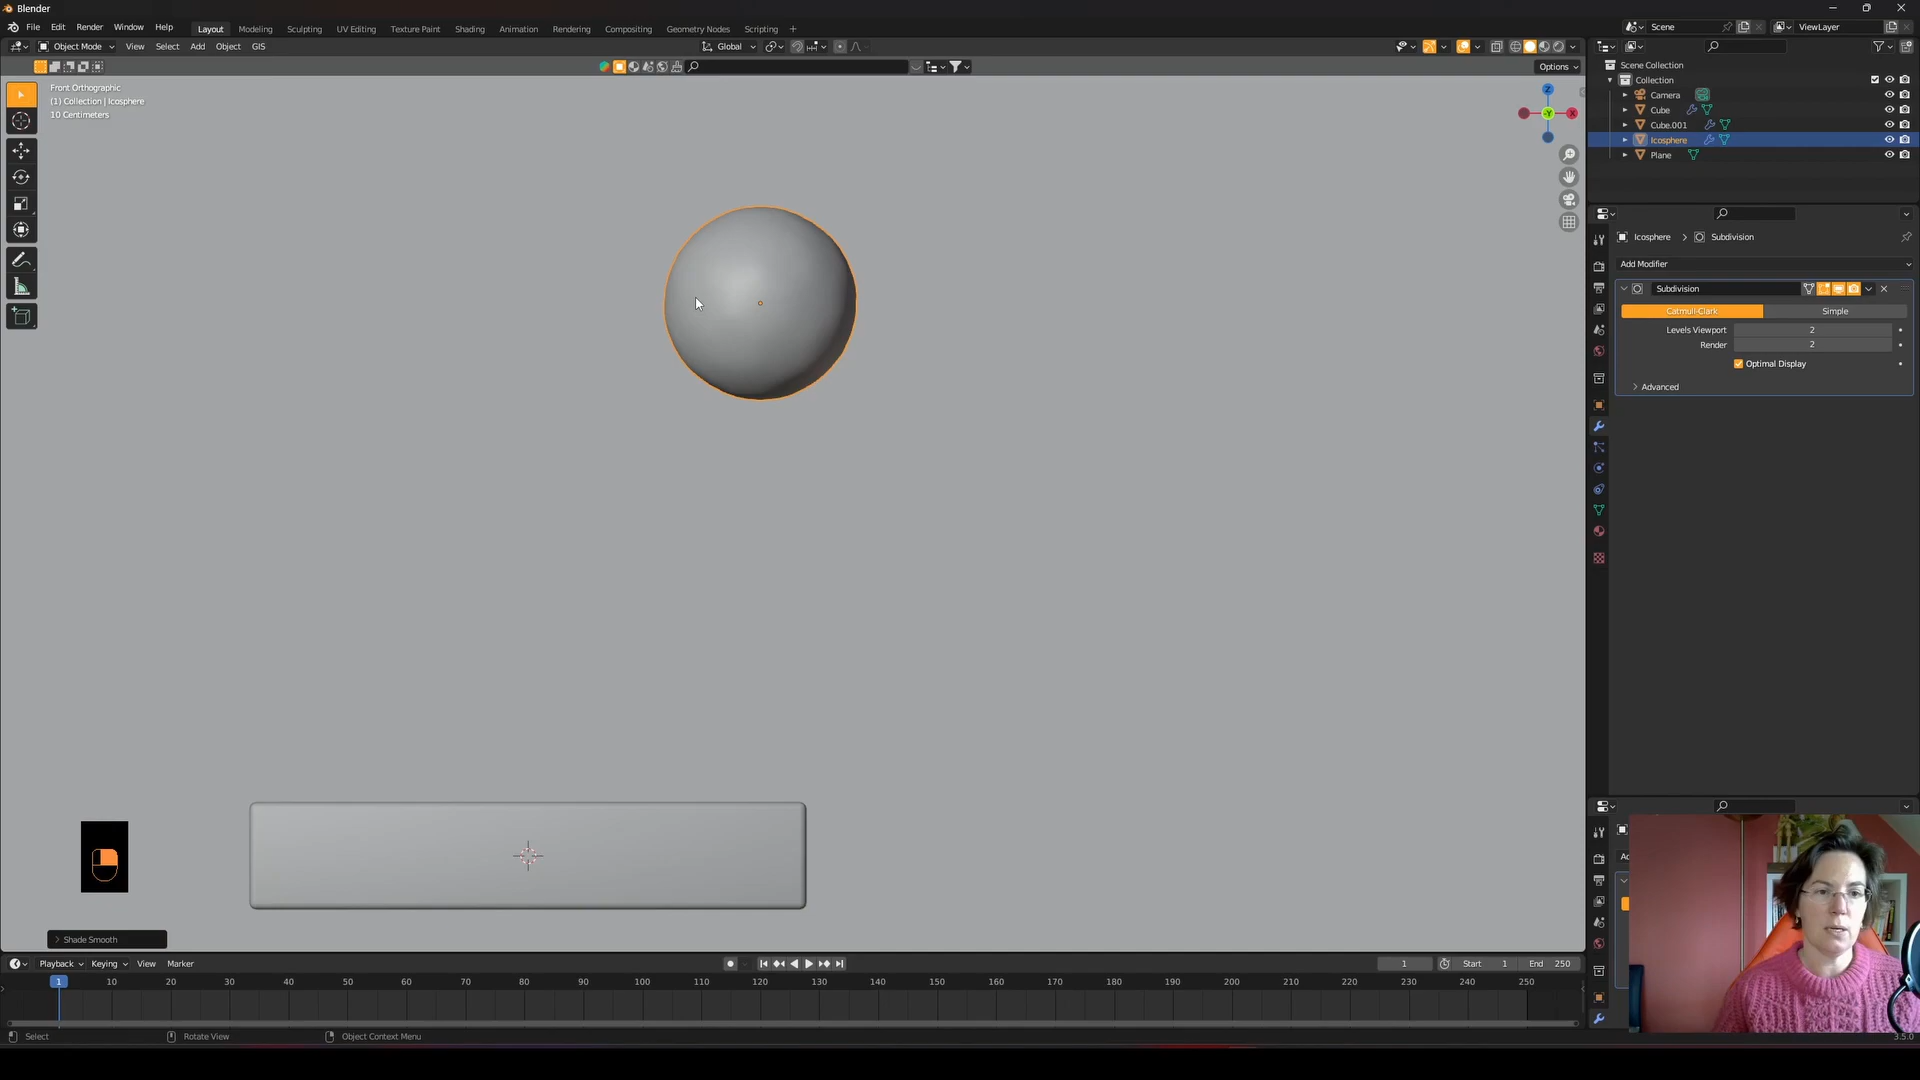 Blender
File Edit Render Window Help Layout Modeling Sculpting UV Editing Texture Paint Shading Animation Rendering Compositing Geometry Nodes Scripting + Scene ViewLayer
Object Mode View Select Add Object GIS Global
Options
Front Orthographic
(1) Collection | Icosphere
10 Centimeters
Z
-Y
X
Scene Collection
Collection
Camera
Cube
Cube.001
Icosphere
Plane
Icosphere > Subdivision
Add Modifier
Subdivision
Catmull-Clark Simple
Levels Viewport 2
Render 2
Optimal Display
Advanced
Shade Smooth
Playback Keying View Marker 1 Start 1 End 250
1 10 20 30 40 50 60 70 80 90 100 110 120 130 140 150 160 170 180 190 200 210 220 230 240 250
Select Rotate View Object Context Menu
3.5.0